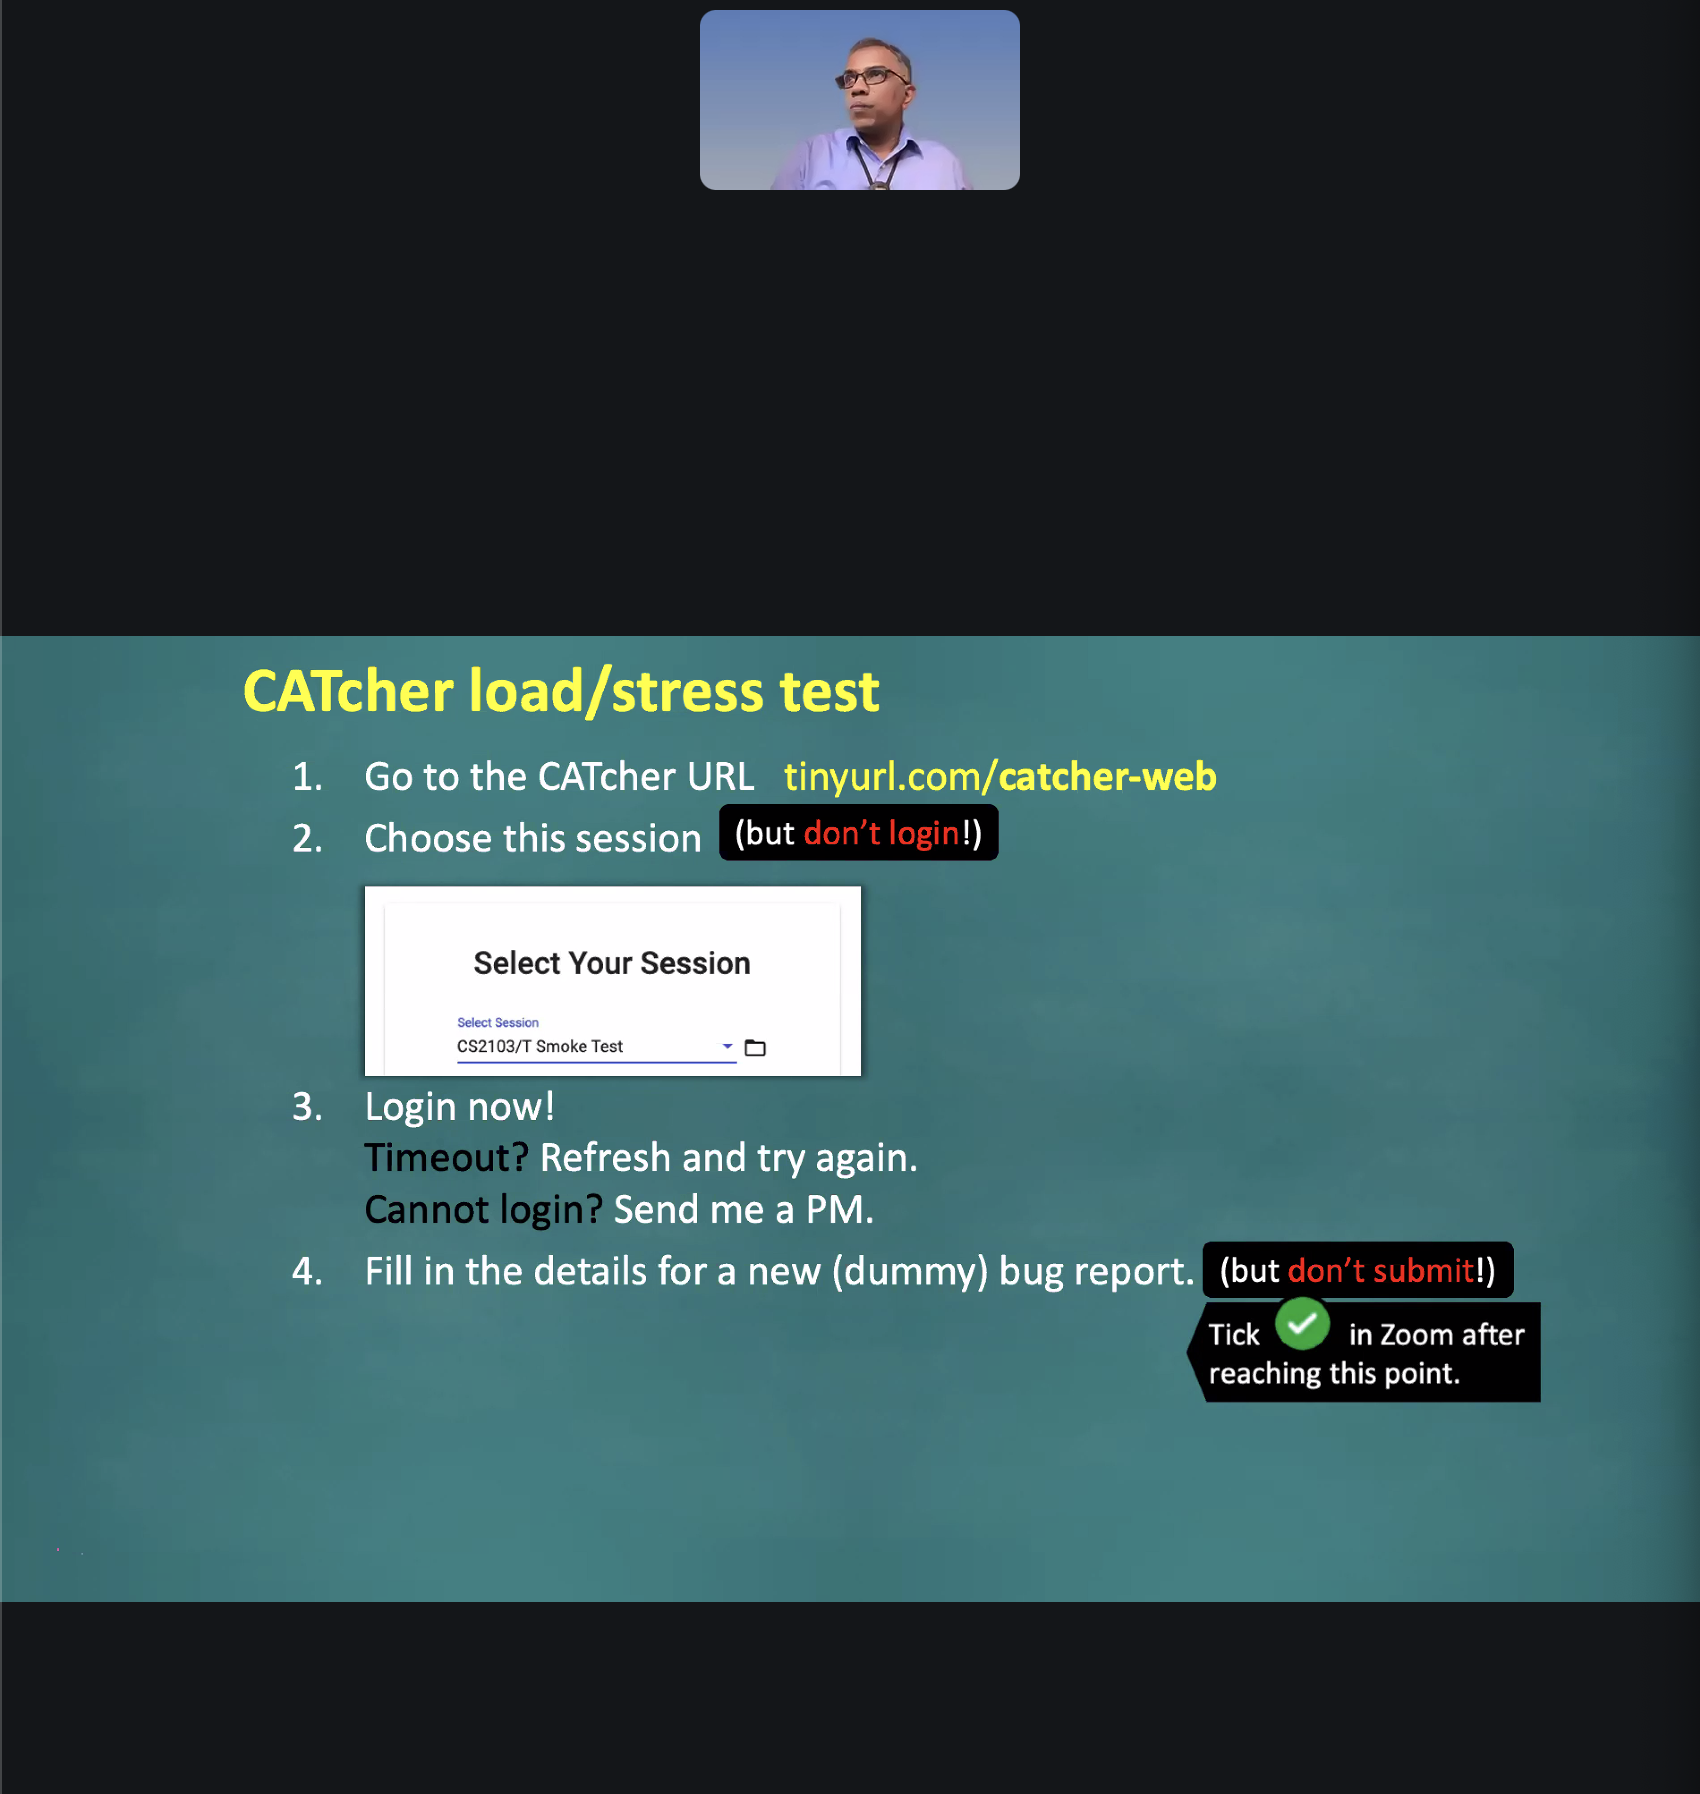 CATcher load/stress test
1. Go to the CATcher URL tinyurl.com/catcher-web
2. Choose this session (but don't login!)
Select Your Session
Select Session
CS2103/T Smoke Test
3. Login now!
Timeout? Refresh and try again.
Cannot login? Send me a PM.
4. Fill in the details for a new (dummy) bug report. (but don't submit!)
Tick in Zoom after
reaching this point.